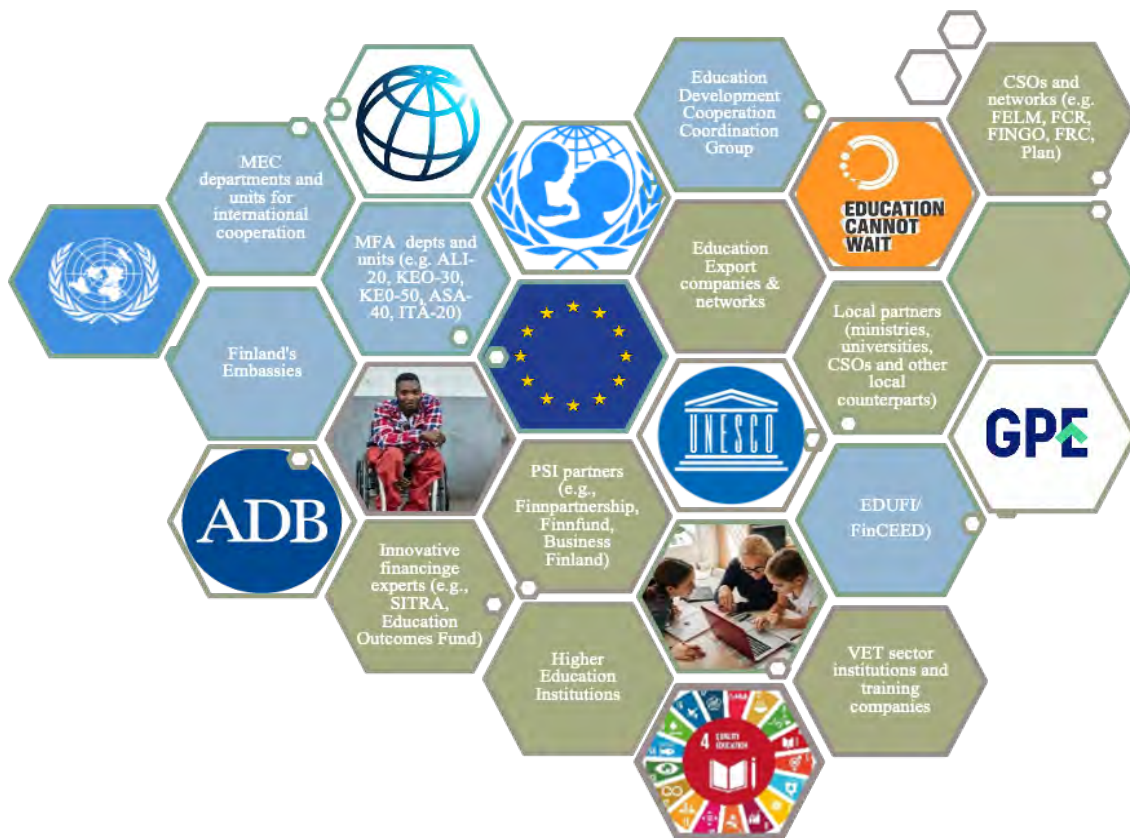 Education
Development
Cooperation
Coordination
Group
CSOs and
networks (e.g.
FELM, FCR,
FINGO, FRC,
Plan)
MEC
departments and
units for
international
cooperation
EDUCATION
CANNOT
WAIT
MFA depts and
units (e.g. ALI-
20, KEO-30,
KE0-50, ASA-
40, ITÄ-20)
Education
Export
companies &
networks
Finland's
Embassies
Local partners
(ministries,
universities,
CSOs and other
local
counterparts)
UNESCO
GPE
ADB
PSI partners
(e.g.,
Finnpartnership,
Finnfund,
Business
Finland)
EDUFI/
FinCEED)
Innovative
financinge
experts (e.g.,
SITRA,
Education
Outcomes Fund)
Higher
Education
Institutions
VET sector
institutions and
training
companies
4 QUALITY
EDUCATION